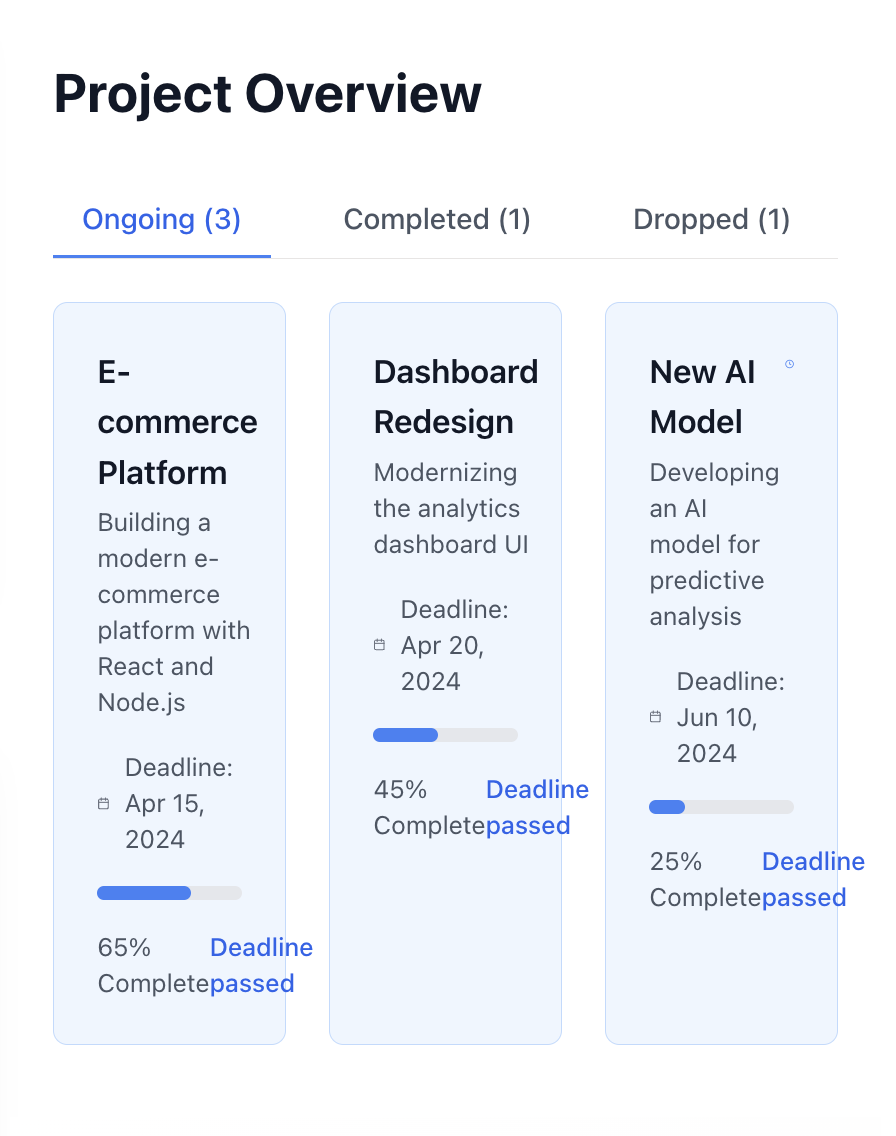 Project Overview
Ongoing (3)
Completed (1)
Dropped (1)
E-
commerce
Platform
Building a
modern e-
commerce
platform with
React and
Node.js
Deadline:
Apr 15,
2024
65%
Complete
Deadline
passed
Dashboard
Redesign
Modernizing
the analytics
dashboard UI
Deadline:
Apr 20,
2024
45%
Complete
Deadline
passed
New AI
Model
Developing
an AI
model for
predictive
analysis
Deadline:
Jun 10,
2024
25%
Complete
Deadline
passed